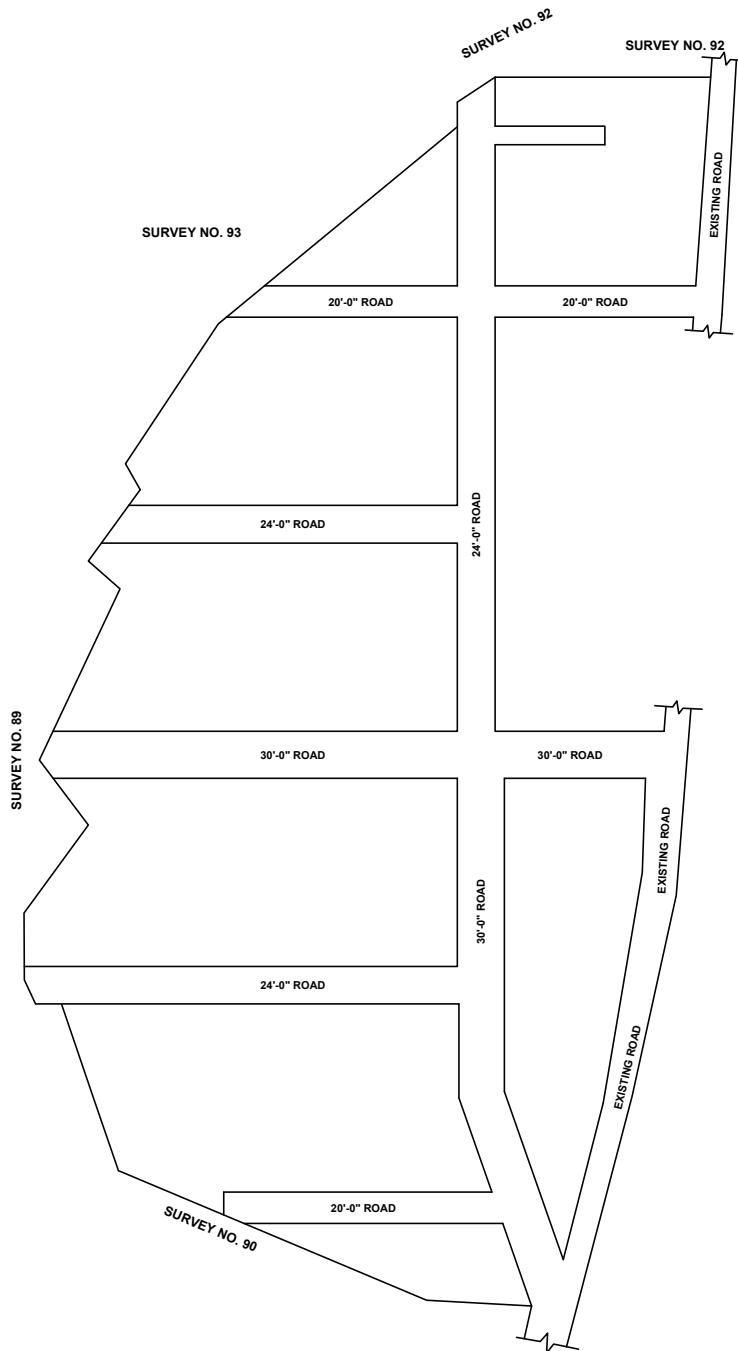 SURVEY NO. 92
SURVEY NO. 92
EXISTING ROAD
SURVEY NO. 93
20'-0" ROAD
20'-0" ROAD
24'-0" ROAD
24'-0" ROAD
SURVEY NO. 89
30'-0" ROAD
30'-0" ROAD
EXISTING ROAD
30'-0" ROAD
24'-0" ROAD
EXISTING ROAD
20'-0" ROAD
SURVEY NO. 90